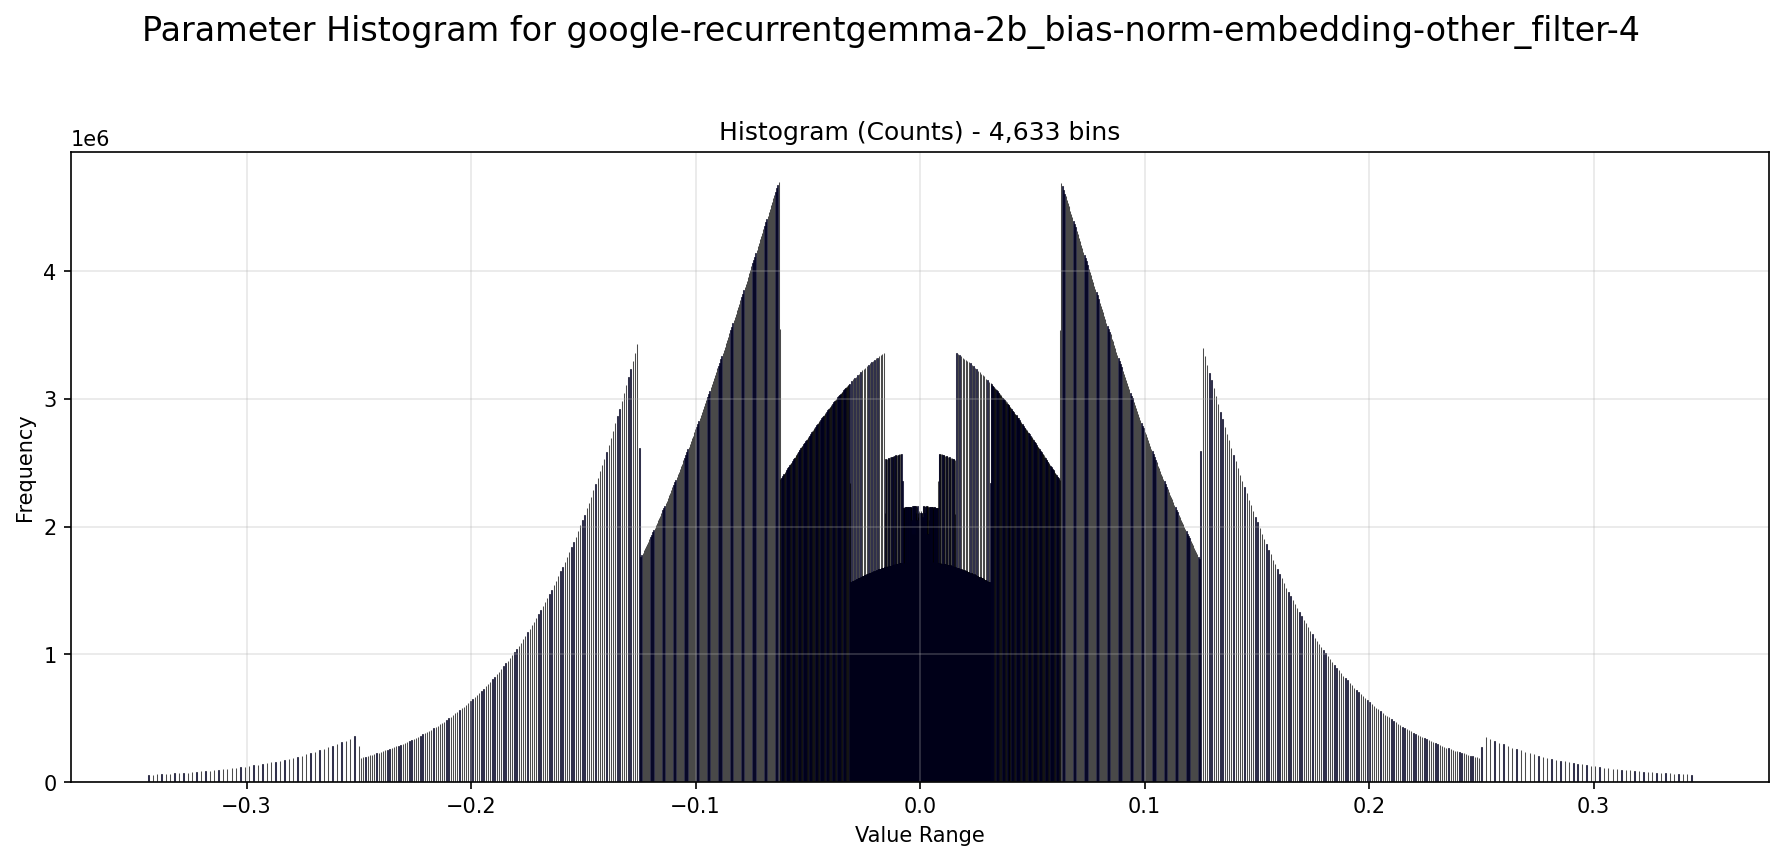 Parameter Histogram for google-recurrentgemma-2b_bias-norm-embedding-other_filter-4
Histogram (Counts) - 4,633 bins
1e6
4
3
2
1
0
Frequency
−0.3
−0.2
−0.1
0.0
0.1
0.2
0.3
Value Range